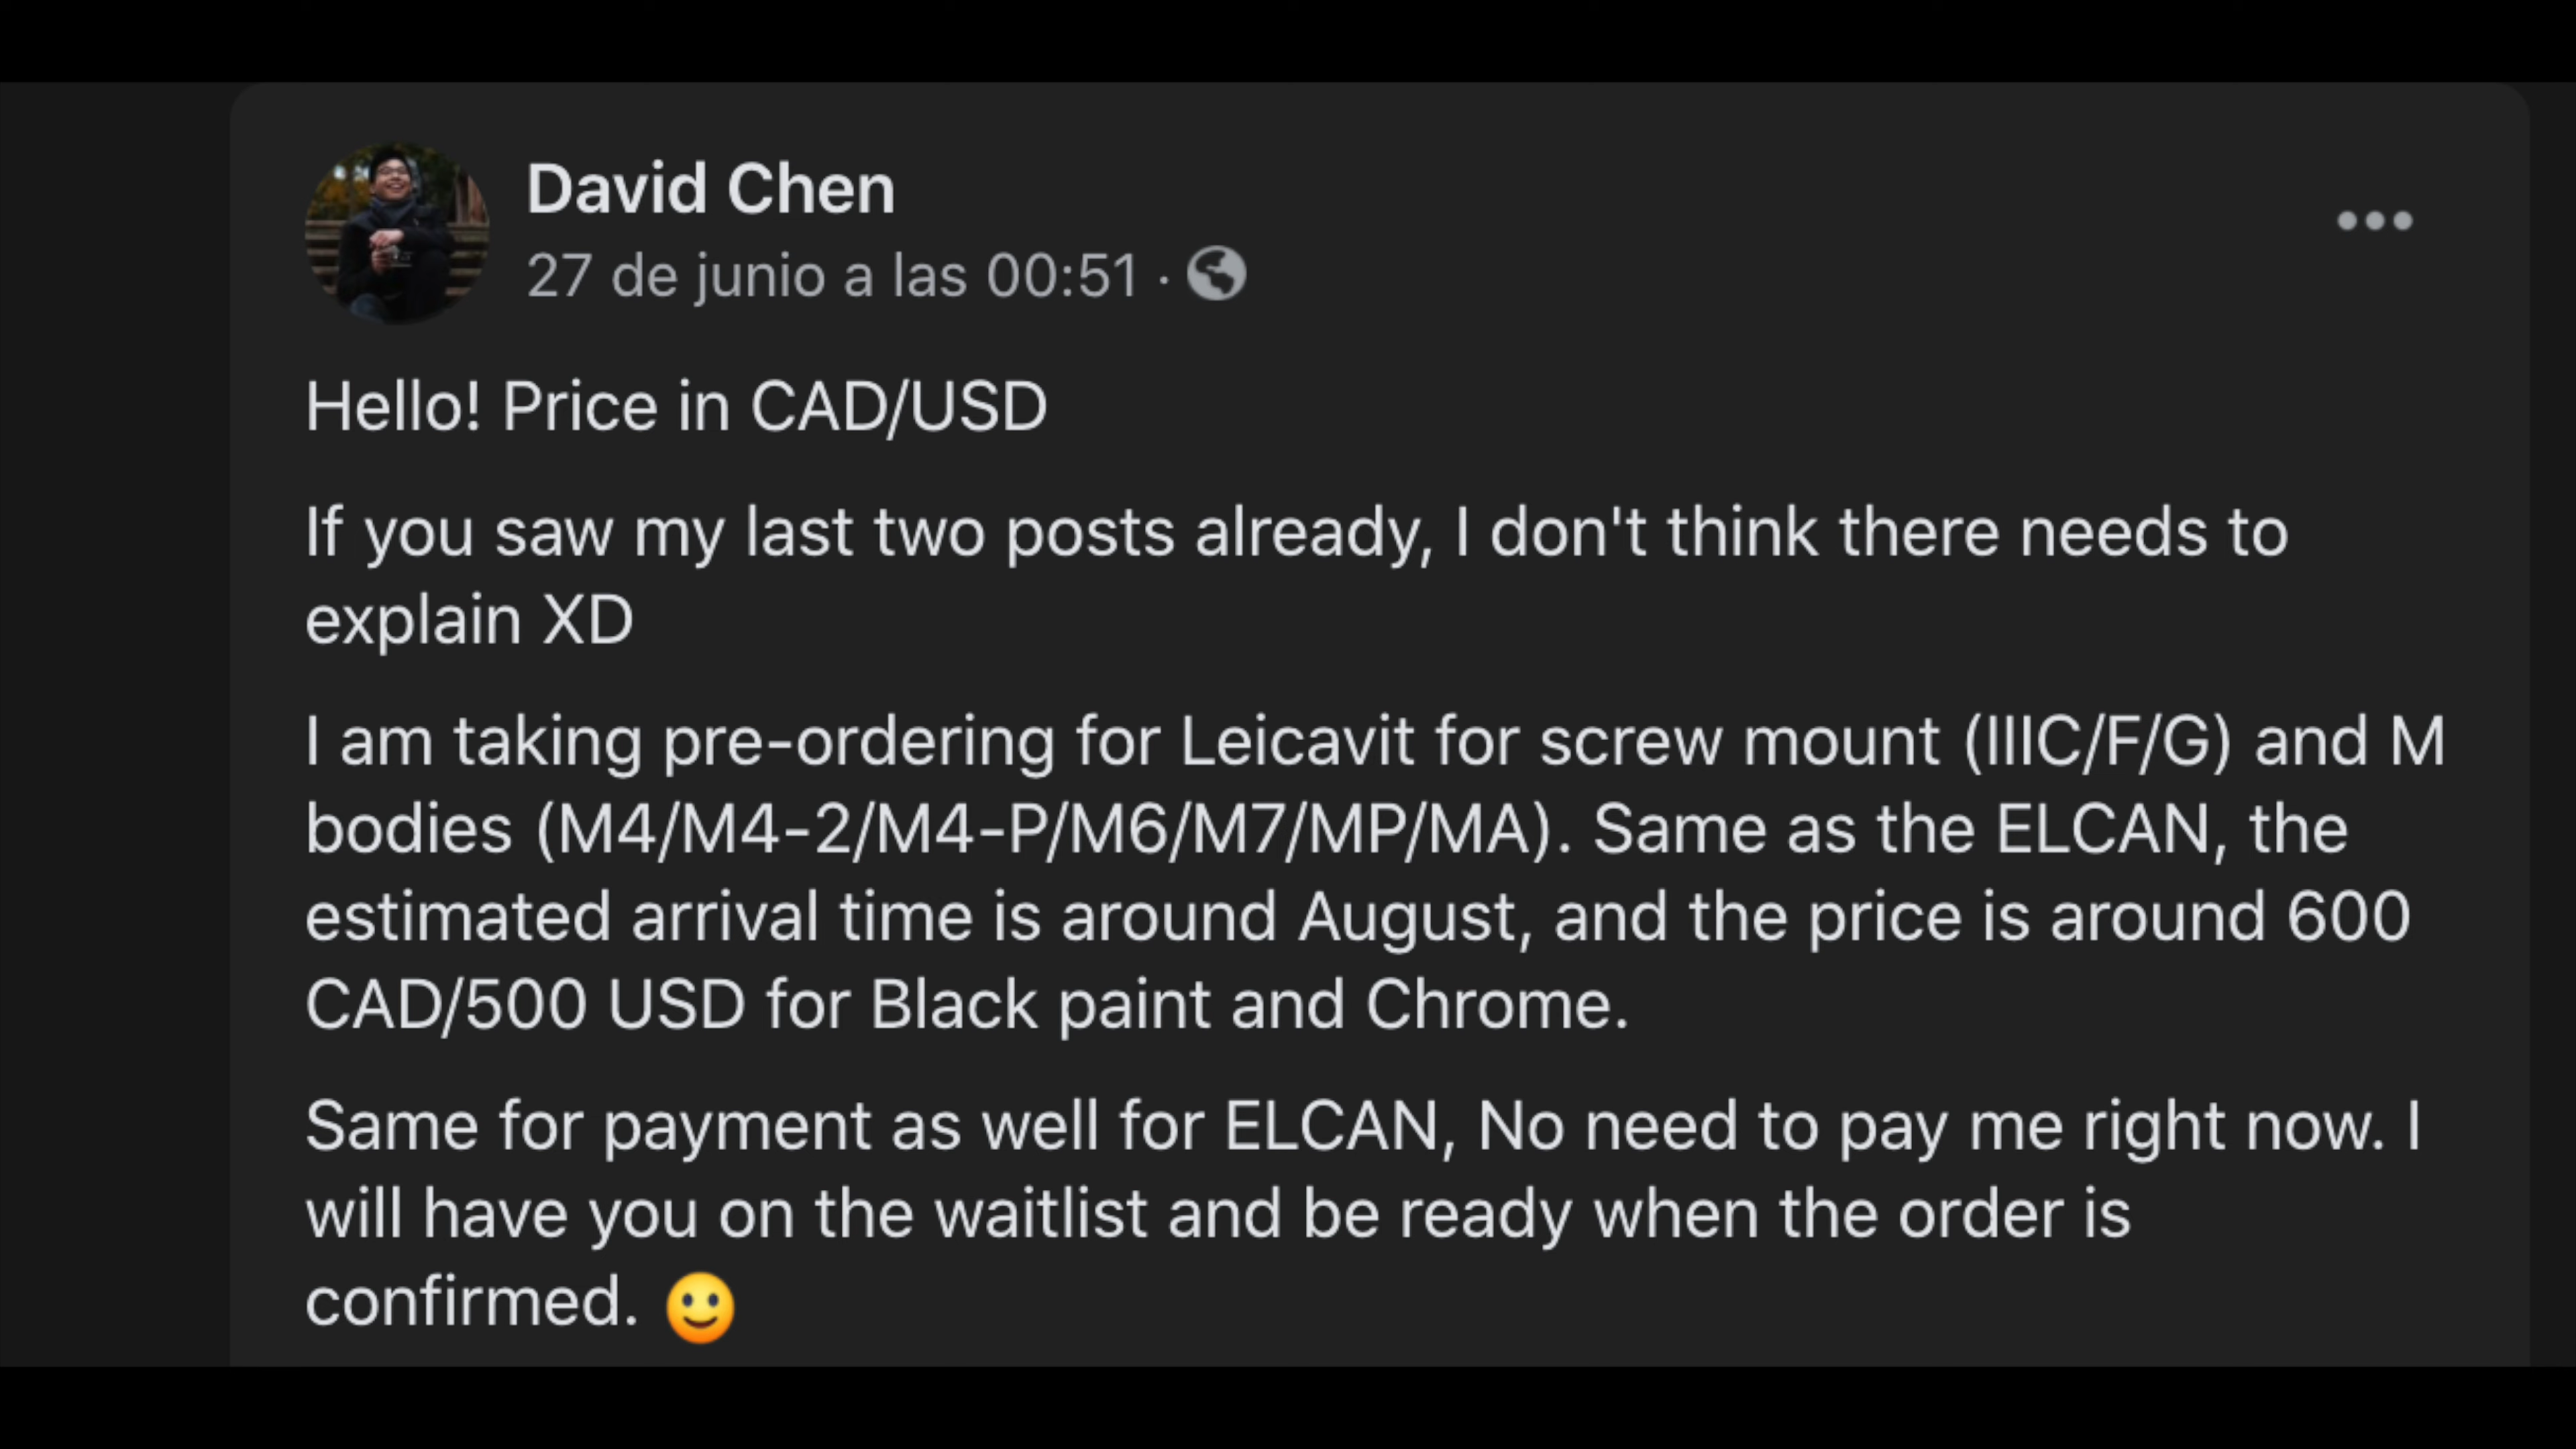 David Chen
27 de junio a las 00:51 ·
Hello! Price in CAD/USD
If you saw my last two posts already, I don't think there needs to
explain XD
I am taking pre-ordering for Leicavit for screw mount (IIIC/F/G) and M
bodies (M4/M4-2/M4-P/M6/M7/MP/MA). Same as the ELCAN, the
estimated arrival time is around August, and the price is around 600
CAD/500 USD for Black paint and Chrome.
Same for payment as well for ELCAN, No need to pay me right now. I
will have you on the waitlist and be ready when the order is
confirmed. 🙂